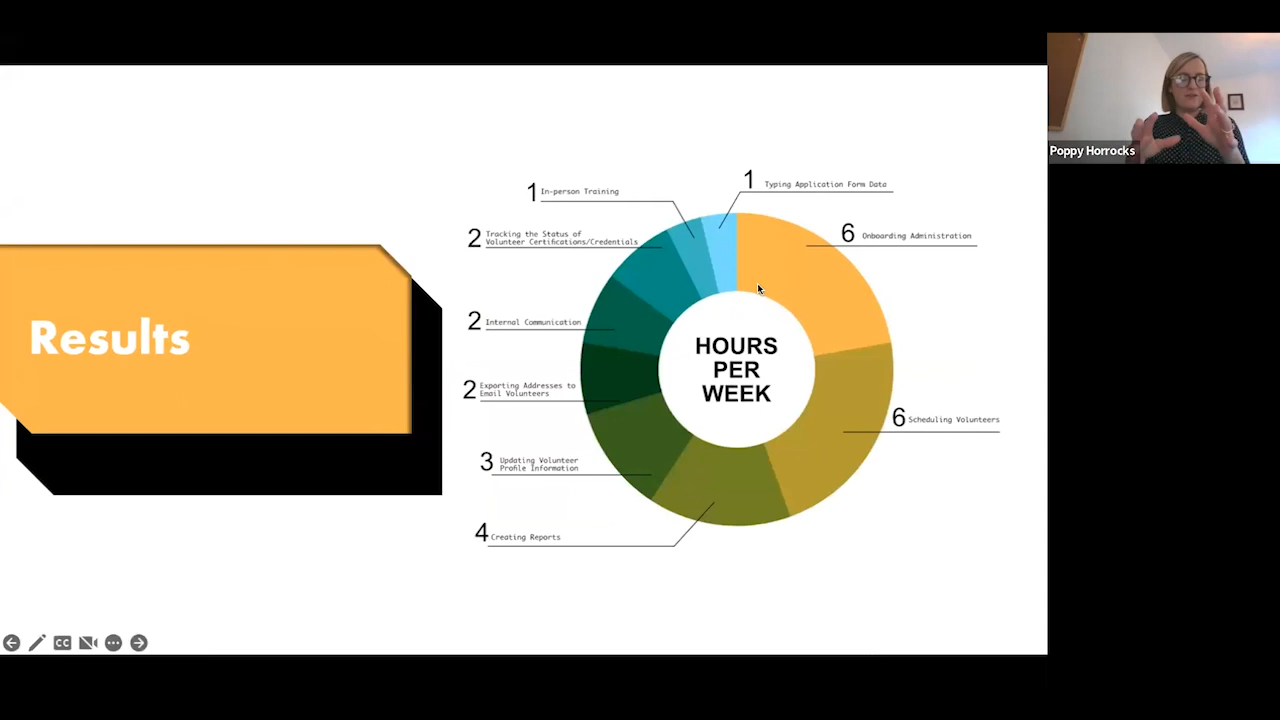 Results
HOURS
PER
WEEK
1 Typing Application Form Data
6 Onboarding Administration
6 Scheduling Volunteers
4 Creating Reports
3 Updating Volunteer
Profile Information
2 Exporting Addresses to
Email Volunteers
2 Internal Communication
2 Tracking the Status of
Volunteer Certifications/Credentials
1 In-person Training
Poppy Horrocks
CC